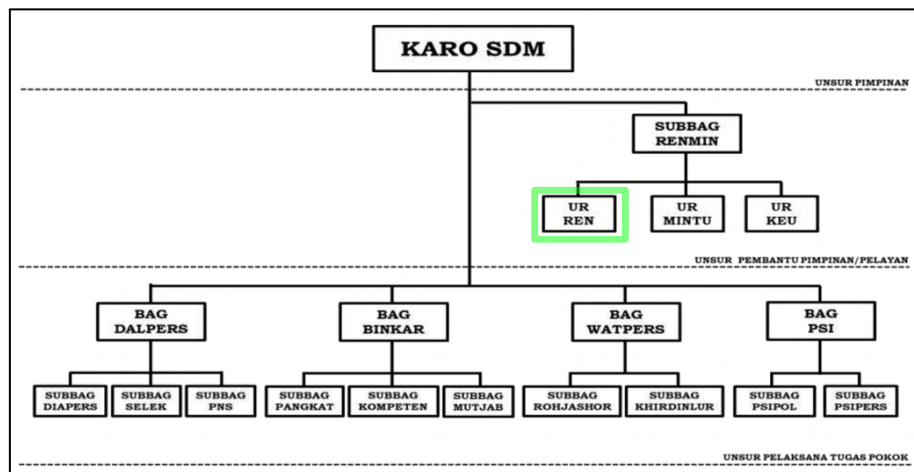 KARO SDM
UNSUR PIMPINAN
SUBBAG
RENMIN
UR
REN
UR
MINTU
UR
KEU
UNSUR PEMBANTU PIMPINAN/PELAYAN
BAG
DALPERS
BAG
BINKAR
BAG
WATPERS
BAG
PSI
SUBBAG
DIAPERS
SUBBAG
SELEK
SUBBAG
PNS
SUBBAG
PANGKAT
SUBBAG
KOMPETEN
SUBBAG
MUTJAB
SUBBAG
ROHJASHOR
SUBBAG
KHIRDINLUR
SUBBAG
PSIPOL
SUBBAG
PSIPERS
UNSUR PELAKSANA TUGAS POKOK